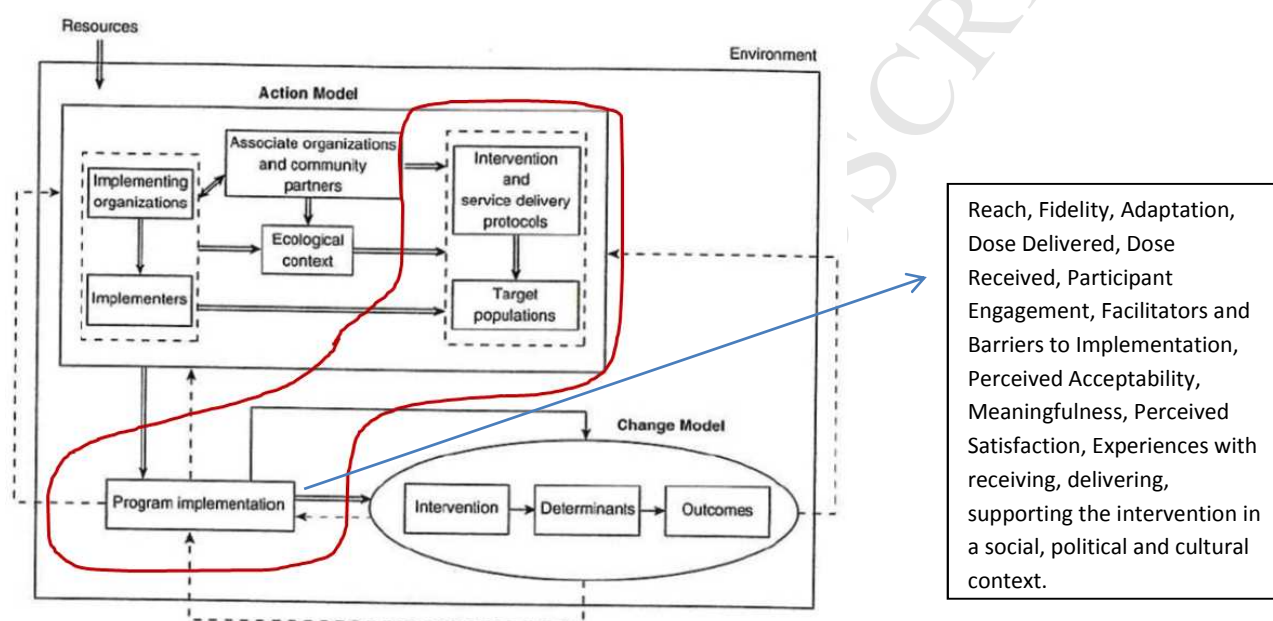 Resources
Environment
Action Model
Associate organizations
and community
partners
Implementing
organizations
Ecological
context
Implementers
Intervention
and
service delivery
protocols
Target
populations
Change Model
Program implementation
Intervention
Determinants
Outcomes
SCRI
Reach, Fidelity, Adaptation,
Dose Delivered, Dose
Received, Participant
Engagement, Facilitators and
Barriers to Implementation,
Perceived Acceptability,
Meaningfulness, Perceived
Satisfaction, Experiences with
receiving, delivering,
supporting the intervention in
a social, political and cultural
context.